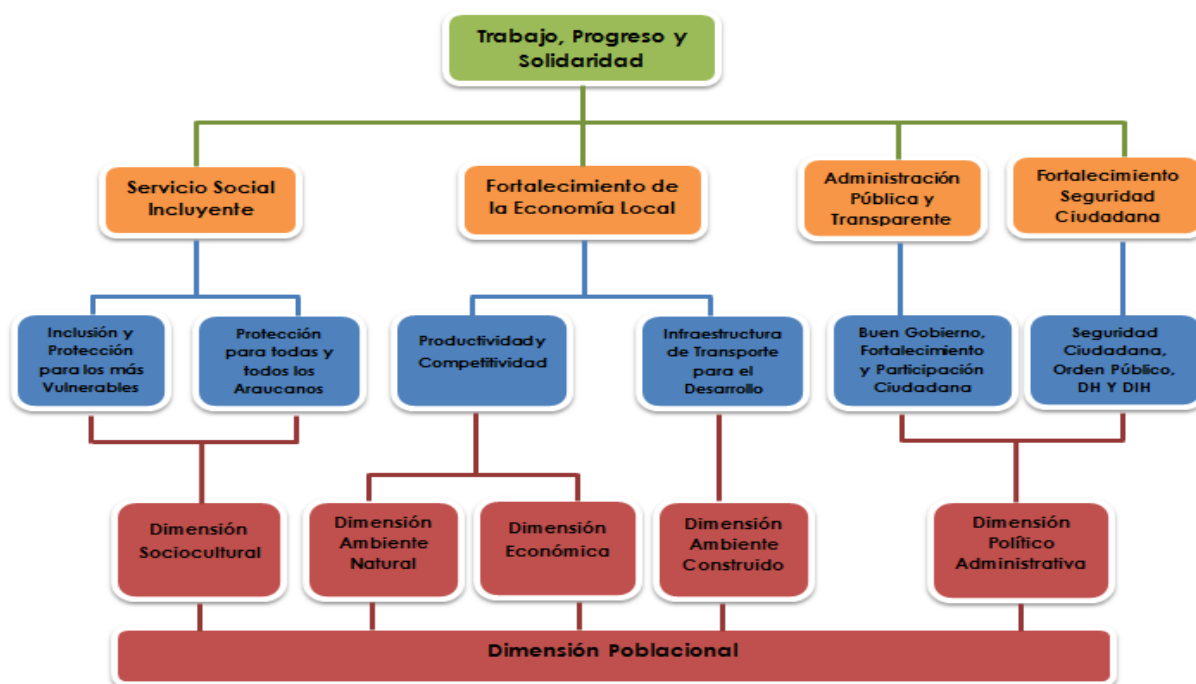 Trabajo, Progreso y
Solidaridad
Servicio Social
Incluyente
Fortalecimiento de
la Economía Local
Administración
Pública y
Transparente
Fortalecimiento
Seguridad
Ciudadana
Inclusión y
Protección
para los más
Vulnerables
Protección
para todas y
todos los
Araucanos
Productividad y
Competitividad
Infraestructura
de Transporte
para el
Desarrollo
Buen Gobierno,
Fortalecimiento
y Participación
Ciudadana
Seguridad
Ciudadana,
Orden Público,
DH Y DIH
Dimensión
Sociocultural
Dimensión
Ambiente
Natural
Dimensión
Económica
Dimensión
Ambiente
Construido
Dimensión
Político
Administrativa
Dimensión Poblacional